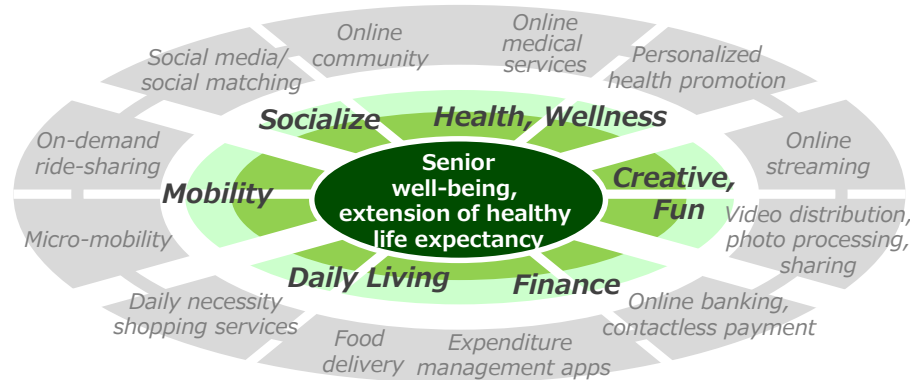 Online
community
Online
medical
services
Social media/
social matching
Personalized
health promotion
Socialize
Health, Wellness
On-demand
ride-sharing
Online
streaming
Mobility
Senior
well-being,
extension of healthy
life expectancy
Creative,
Fun
Micro-mobility
Video distribution,
photo processing,
sharing
Daily Living
Finance
Daily necessity
shopping services
Online banking,
contactless payment
Food
delivery
Expenditure
management apps